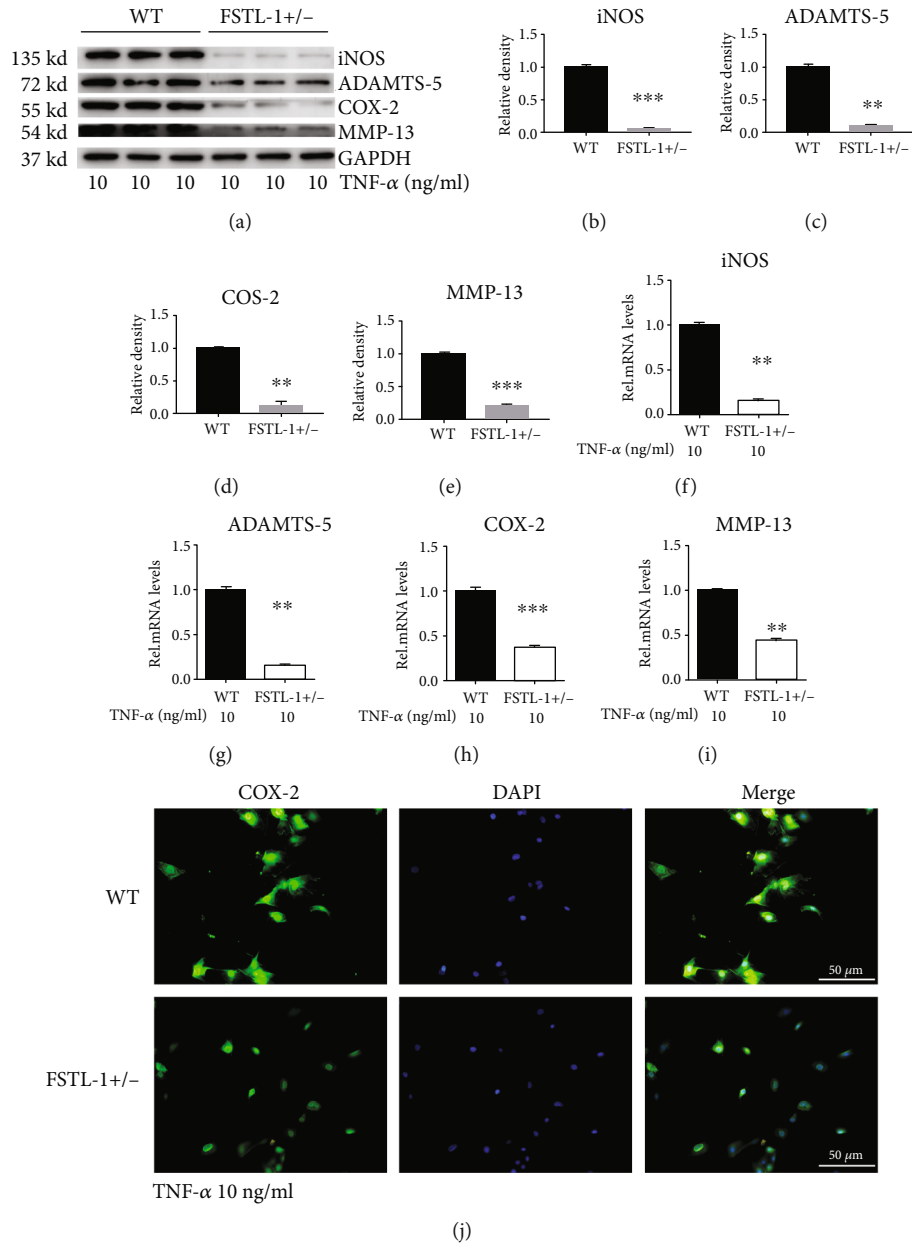 WT FSTL-1+/–
135 kd iNOS
72 kd ADAMTS-5
55 kd COX-2
54 kd MMP-13
37 kd GAPDH
10 10 10 10 10 10 TNF-α (ng/ml)
(a)
iNOS
Relative density
1.5
1.0
0.5
0.0
***
WT FSTL-1+/–
(b)
ADAMTS-5
Relative density
1.5
1.0
0.5
0.0
**
WT FSTL-1+/–
(c)
COS-2
Relative density
1.5
1.0
0.5
0.0
**
WT FSTL-1+/–
(d)
MMP-13
Relative density
1.5
1.0
0.5
0.0
***
WT FSTL-1+/–
(e)
iNOS
Rel.mRNA levels
1.5
1.0
0.5
0.0
**
WT FSTL-1+/–
TNF-α (ng/ml) 10 10
(f)
ADAMTS-5
Rel.mRNA levels
1.5
1.0
0.5
0.0
**
WT FSTL-1+/–
TNF-α (ng/ml) 10 10
(g)
COX-2
Rel.mRNA levels
1.5
1.0
0.5
0.0
***
WT FSTL-1+/–
TNF-α (ng/ml) 10 10
(h)
MMP-13
Rel.mRNA levels
1.5
1.0
0.5
0.0
**
WT FSTL-1+/–
TNF-α (ng/ml) 10 10
(i)
COX-2 DAPI Merge
WT
50 μm
FSTL-1+/–
50 μm
TNF-α 10 ng/ml
(j)